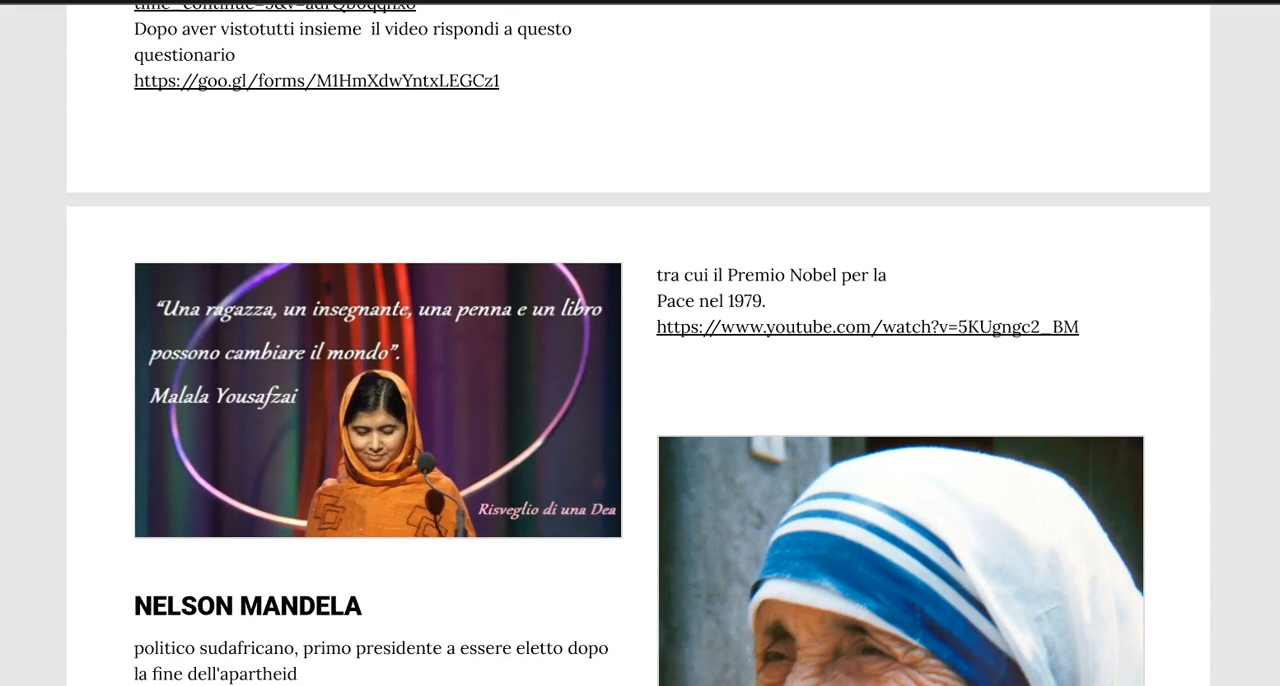 Dopo aver vistotutti insieme  il video rispondi a questo
questionario
https://goo.gl/forms/M1HmXdwYntxLEGCz1
“Una ragazza, un insegnante, una penna e un libro
possono cambiare il mondo”.
Malala Yousafzai
Risveglio di una Dea
NELSON MANDELA
politico sudafricano, primo presidente a essere eletto dopo
la fine dell'apartheid
tra cui il Premio Nobel per la
Pace nel 1979.
https://www.youtube.com/watch?v=5KUgngc2_BM